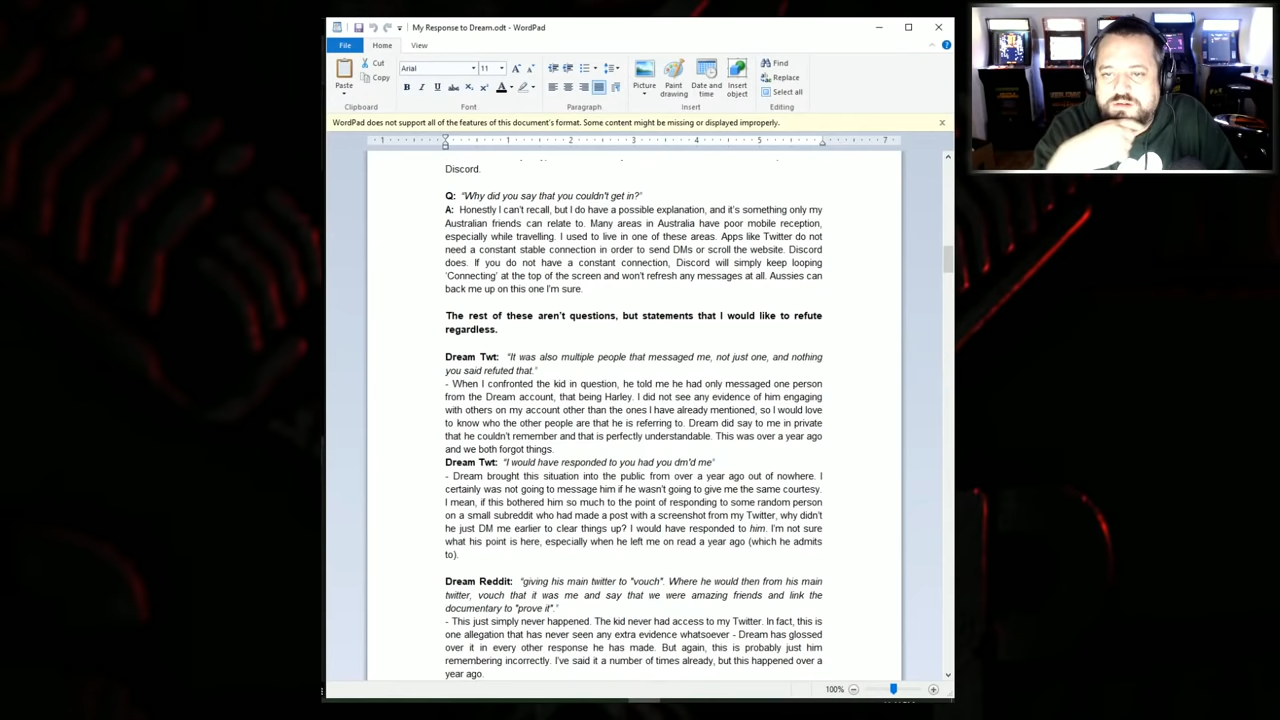 My Response to Dream.odt - WordPad
File
Home
View
Paste
Cut
Copy
Clipboard
Arial
11
Font
Paragraph
Picture
Paint drawing
Date and time
Insert object
Insert
Find
Replace
Select all
Editing
WordPad does not support all of the features of this document's format. Some content might be missing or displayed improperly.
1 1 2 3 4 5 6 7
Discord.
Q: "Why did you say that you couldn't get in?"
A: Honestly I can't recall, but I do have a possible explanation, and it's something only my
Australian friends can relate to. Many areas in Australia have poor mobile reception,
especially while travelling. I used to live in one of these areas. Apps like Twitter do not
need a constant stable connection in order to send DMs or scroll the website. Discord
does. If you do not have a constant connection, Discord will simply keep looping
'Connecting' at the top of the screen and won't refresh any messages at all. Aussies can
back me up on this one I'm sure.
The rest of these aren't questions, but statements that I would like to refute
regardless.
Dream Twt: "It was also multiple people that messaged me, not just one, and nothing
you said refuted that."
- When I confronted the kid in question, he told me he had only messaged one person
from the Dream account, that being Harley. I did not see any evidence of him engaging
with others on my account other than the ones I have already mentioned, so I would love
to know who the other people are that he is referring to. Dream did say to me in private
that he couldn't remember and that is perfectly understandable. This was over a year ago
and we both forgot things.
Dream Twt: "I would have responded to you had you dm'd me"
- Dream brought this situation into the public from over a year ago out of nowhere. I
certainly was not going to message him if he wasn't going to give me the same courtesy.
I mean, if this bothered him so much to the point of responding to some random person
on a small subreddit who had made a post with a screenshot from my Twitter, why didn't
he just DM me earlier to clear things up? I would have responded to him. I'm not sure
what his point is here, especially when he left me on read a year ago (which he admits
to).
Dream Reddit: "giving his main twitter to "vouch". Where he would then from his main
twitter, vouch that it was me and say that we were amazing friends and link the
documentary to "prove it"."
- This just simply never happened. The kid never had access to my Twitter. In fact, this is
one allegation that has never seen any extra evidence whatsoever - Dream has glossed
over it in every other response he has made. But again, this is probably just him
remembering incorrectly. I've said it a number of times already, but this happened over a
year ago.
100%